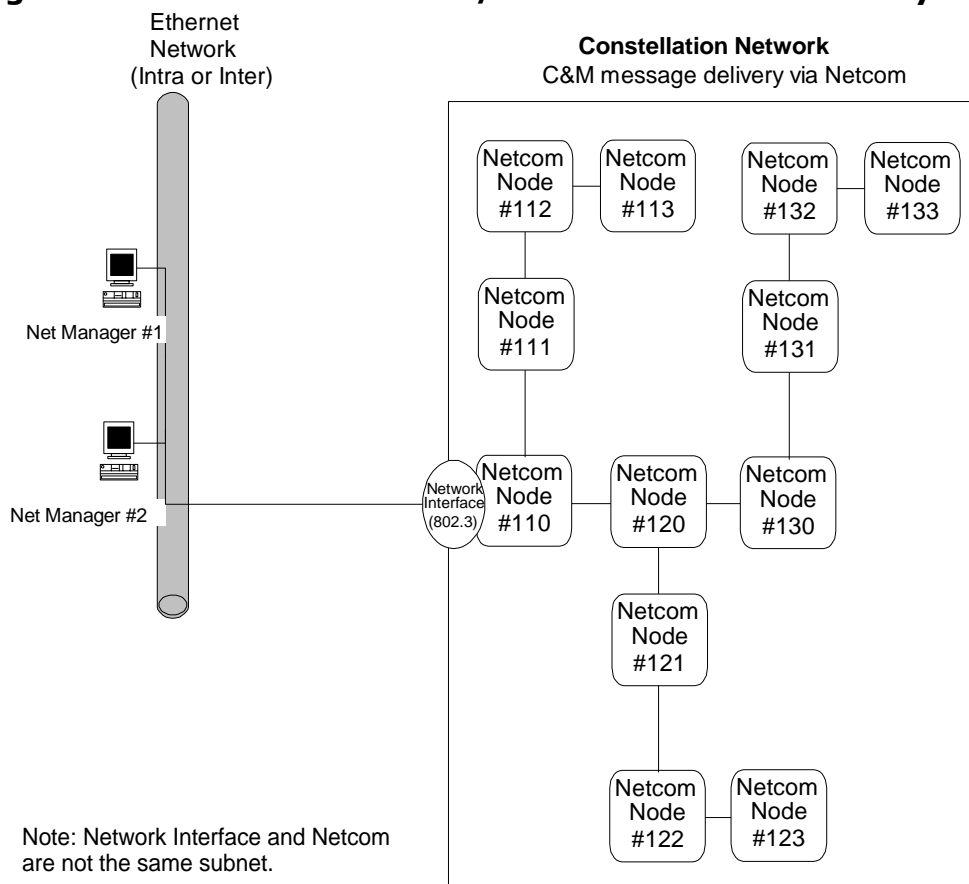 Ethernet
Network
(Intra or Inter)
Constellation Network
C&M message delivery via Netcom
Netcom
Node
#112
Netcom
Node
#113
Netcom
Node
#132
Netcom
Node
#133
Net Manager #1
Netcom
Node
#111
Netcom
Node
#131
Net Manager #2
Network
Interface
(802.3)
Netcom
Node
#110
Netcom
Node
#120
Netcom
Node
#130
Netcom
Node
#121
Netcom
Node
#122
Netcom
Node
#123
Note: Network Interface and Netcom
are not the same subnet.